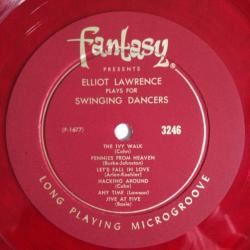 Fantasy®
PRESENTS
ELLIOT LAWRENCE
PLAYS FOR
SWINGING DANCERS
(F-1677) 3246
THE IVY WALK
(Cohn)
PENNIES FROM HEAVEN
(Burke-Johnston)
LET'S FALL IN LOVE
(Arlen-Koehler)
HACKING AROUND
(Cohn)
ANY TIME (Lawson)
JIVE AT FIVE
(Basie)
LONG PLAYING MICROGROOVE